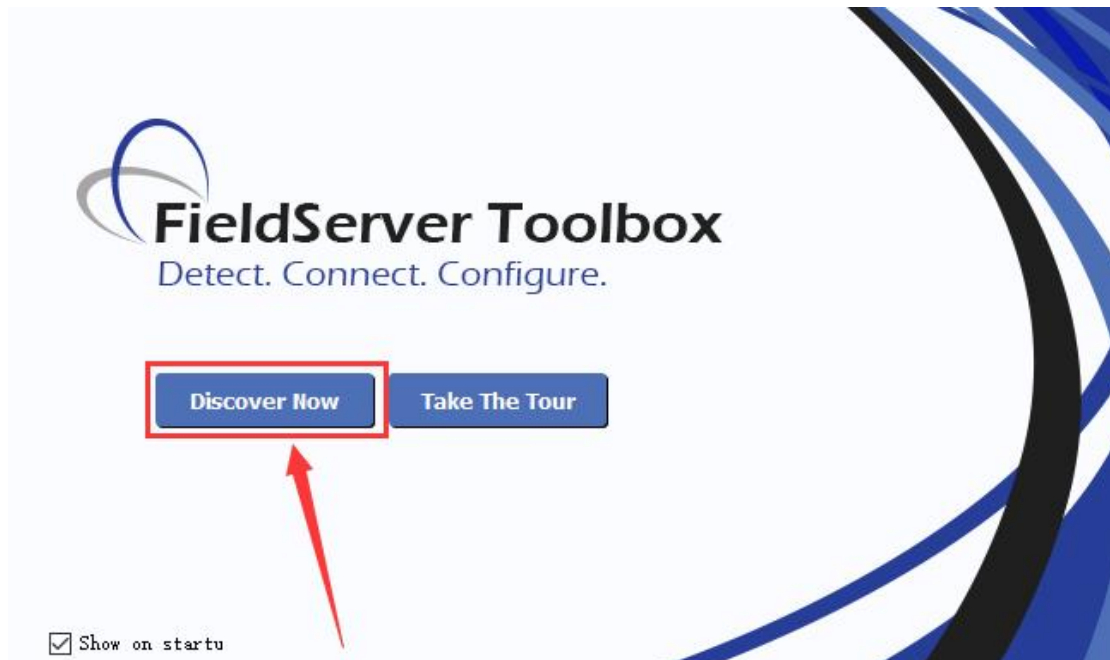 FieldServer Toolbox
Detect. Connect. Configure.
Discover Now Take The Tour
Show on startu